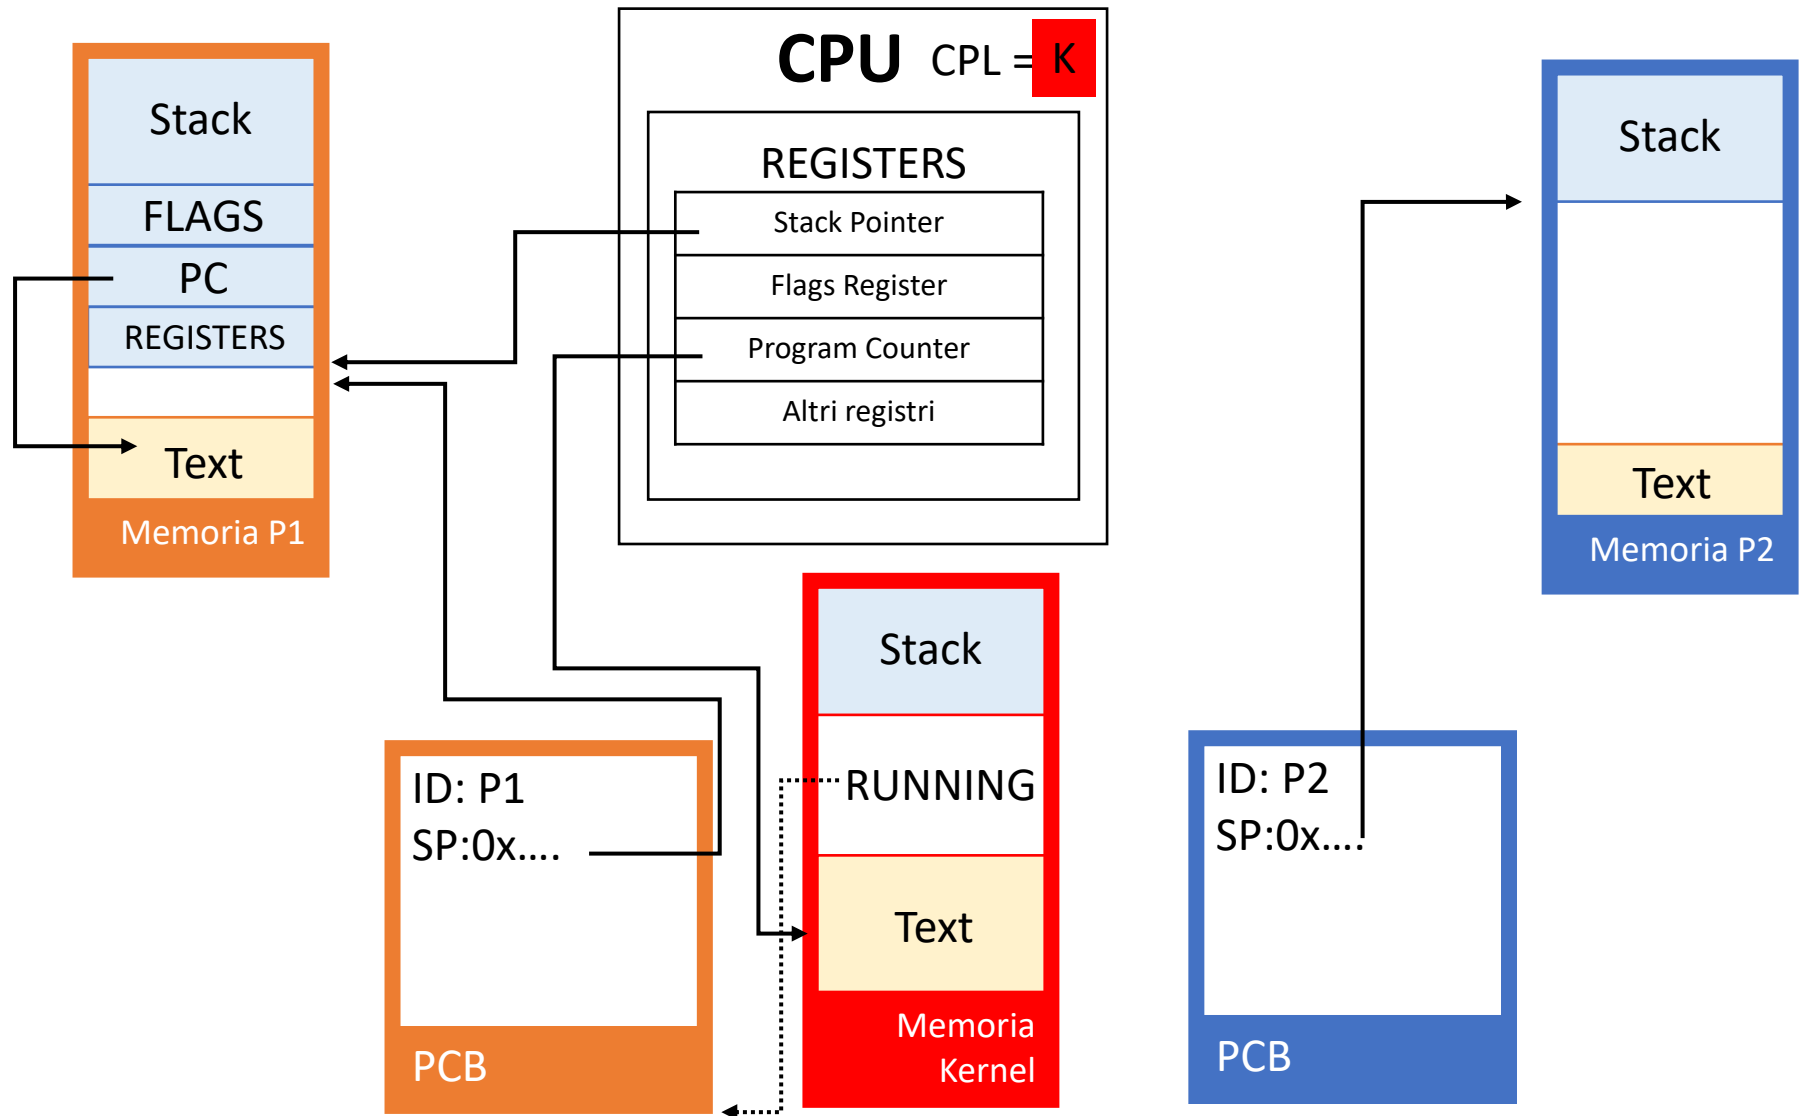 Stack
FLAGS
PC
REGISTERS
Text
Memoria P1
CPU CPL = K
REGISTERS
Stack Pointer
Flags Register
Program Counter
Altri registri
Stack
Text
Memoria P2
ID: P1
SP:0x....
PCB
Stack
RUNNING
Text
Memoria
Kernel
ID: P2
SP:0x....
PCB